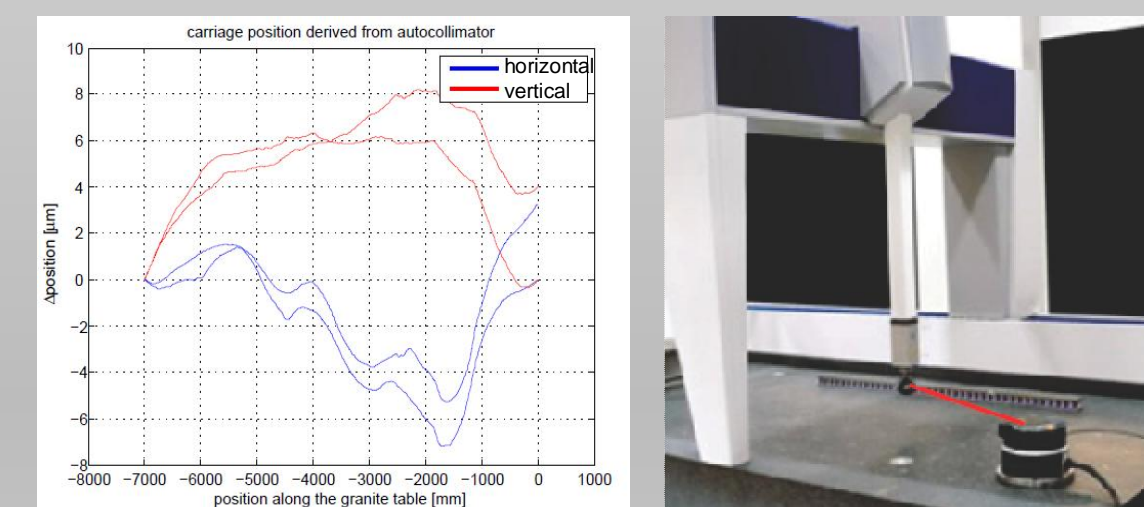 carriage position derived from autocollimator
horizontal
vertical
10
8
6
4
2
0
−2
−4
−6
−8
Δposition [µm]
−8000 −7000 −6000 −5000 −4000 −3000 −2000 −1000 0 1000
position along the granite table [mm]